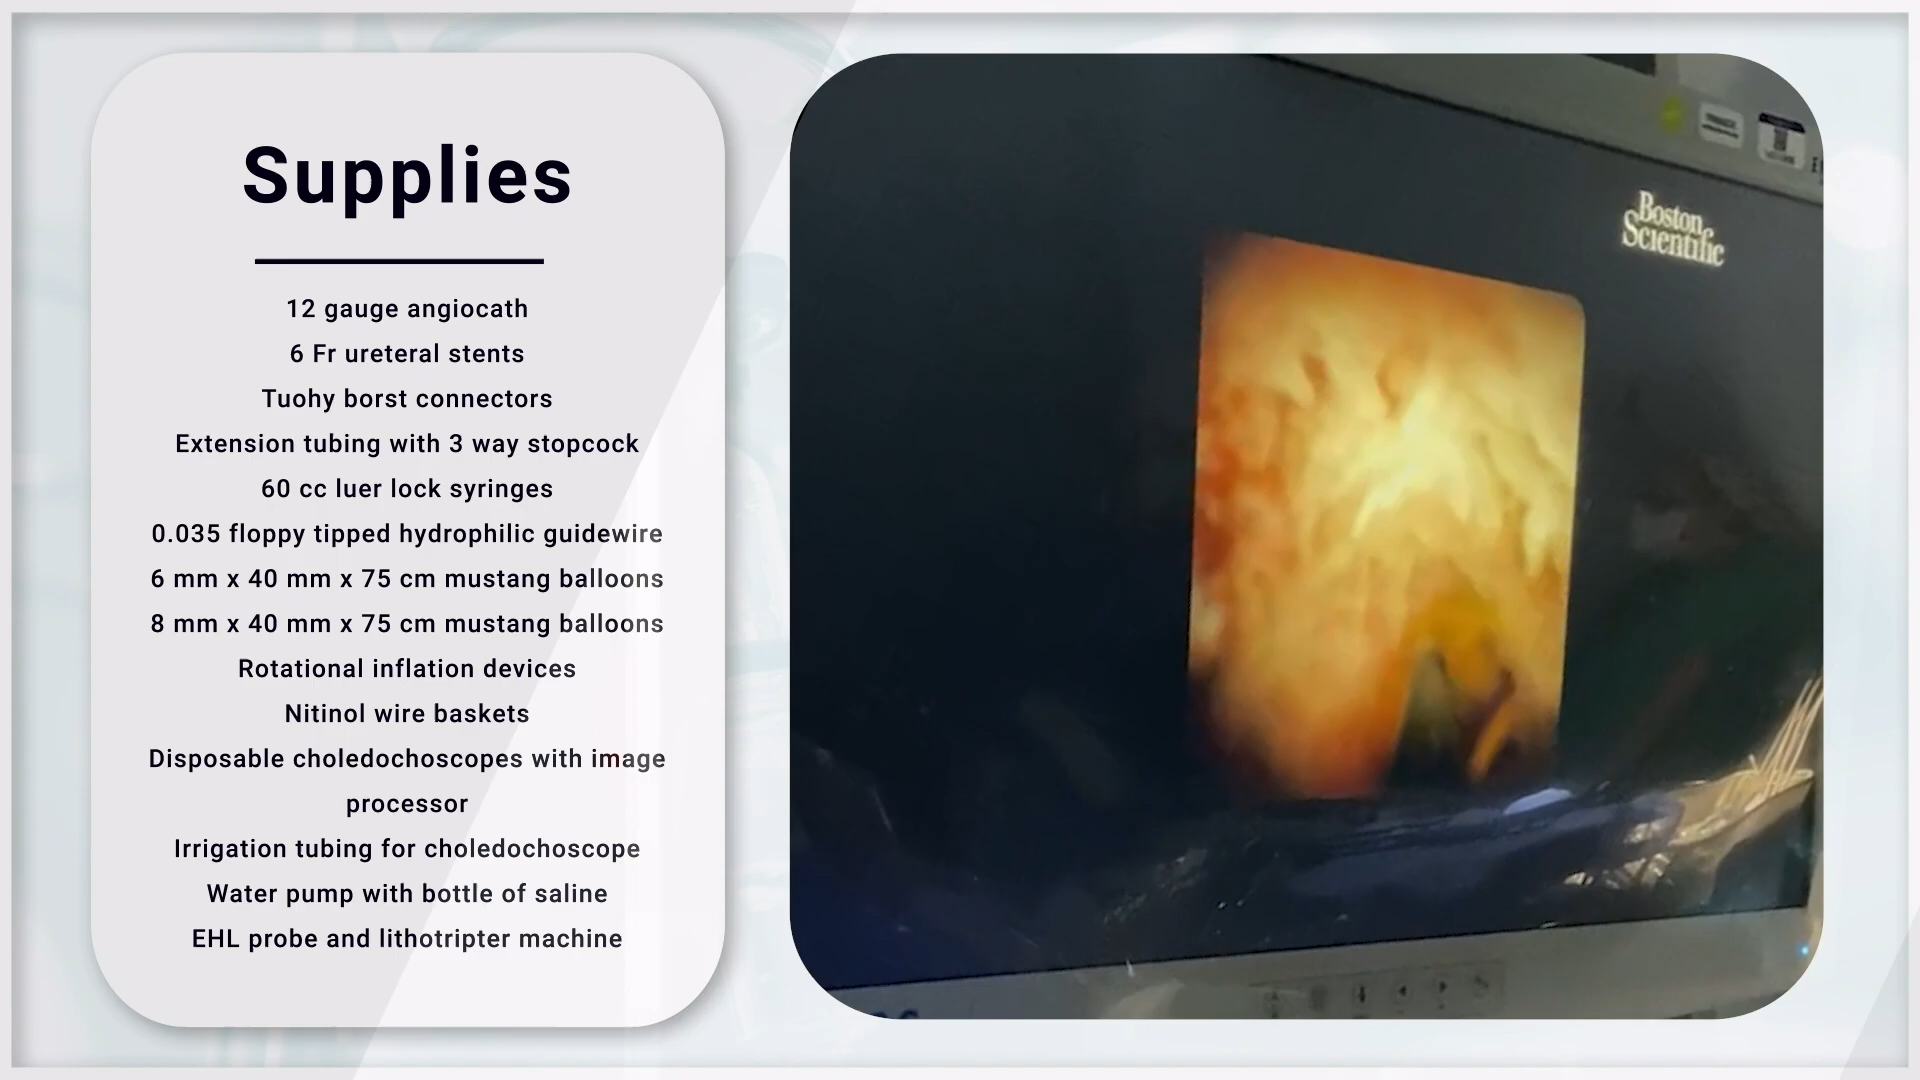 Supplies
12 gauge angiocath
6 Fr ureteral stents
Tuohy borst connectors
Extension tubing with 3 way stopcock
60 cc luer lock syringes
0.035 floppy tipped hydrophilic guidewire
6 mm x 40 mm x 75 cm mustang balloons
8 mm x 40 mm x 75 cm mustang balloons
Rotational inflation devices
Nitinol wire baskets
Disposable choledochoscopes with image
processor
Irrigation tubing for choledochoscope
Water pump with bottle of saline
EHL probe and lithotripter machine
Boston
Scientific